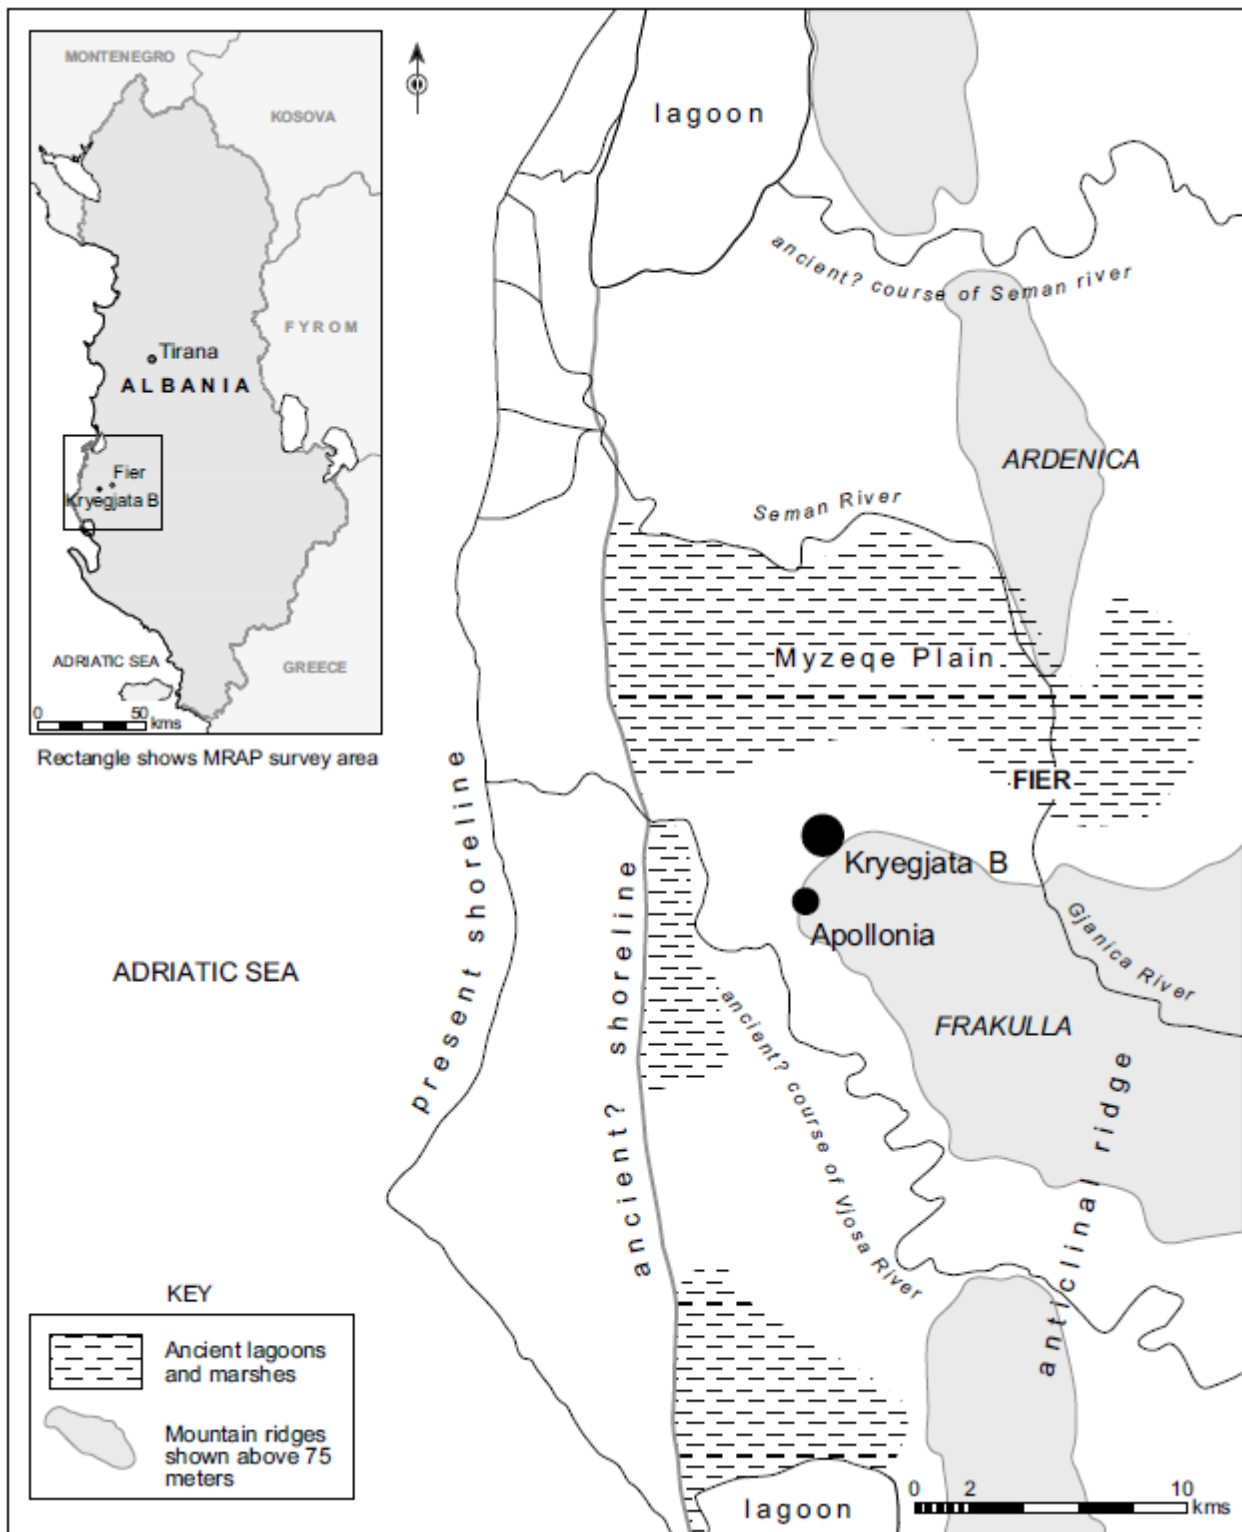 MONTENEGRO
KOSOVA
FYROM
Tirana
ALBANIA
Fier
Kryegjata B
ADRIATIC SEA
GREECE
0 50 kms
Rectangle shows MRAP survey area
lagoon
ancient? course of Seman river
ARDENICA
Seman River
Myzeqe Plain
FIER
Kryegjata B
Apollonia
Gjanica River
FRAKULLA
present shoreline
ancient? shoreline
ADRIATIC SEA
ancient? course of Vjosa River
anticlinal ridge
lagoon
KEY
Ancient lagoons
and marshes
Mountain ridges
shown above 75
meters
0 2 10 kms